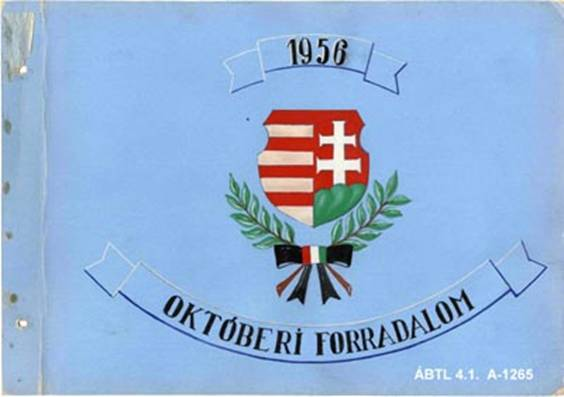 1956
OKTÓBERI FORRADALOM
ÁBTL 4.1. A-1265